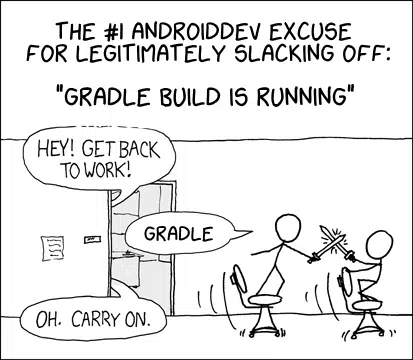 THE #1 ANDROIDDEV EXCUSE
FOR LEGITIMATELY SLACKING OFF:
"GRADLE BUILD IS RUNNING"
HEY! GET BACK
TO WORK!
GRADLE
OH. CARRY ON.